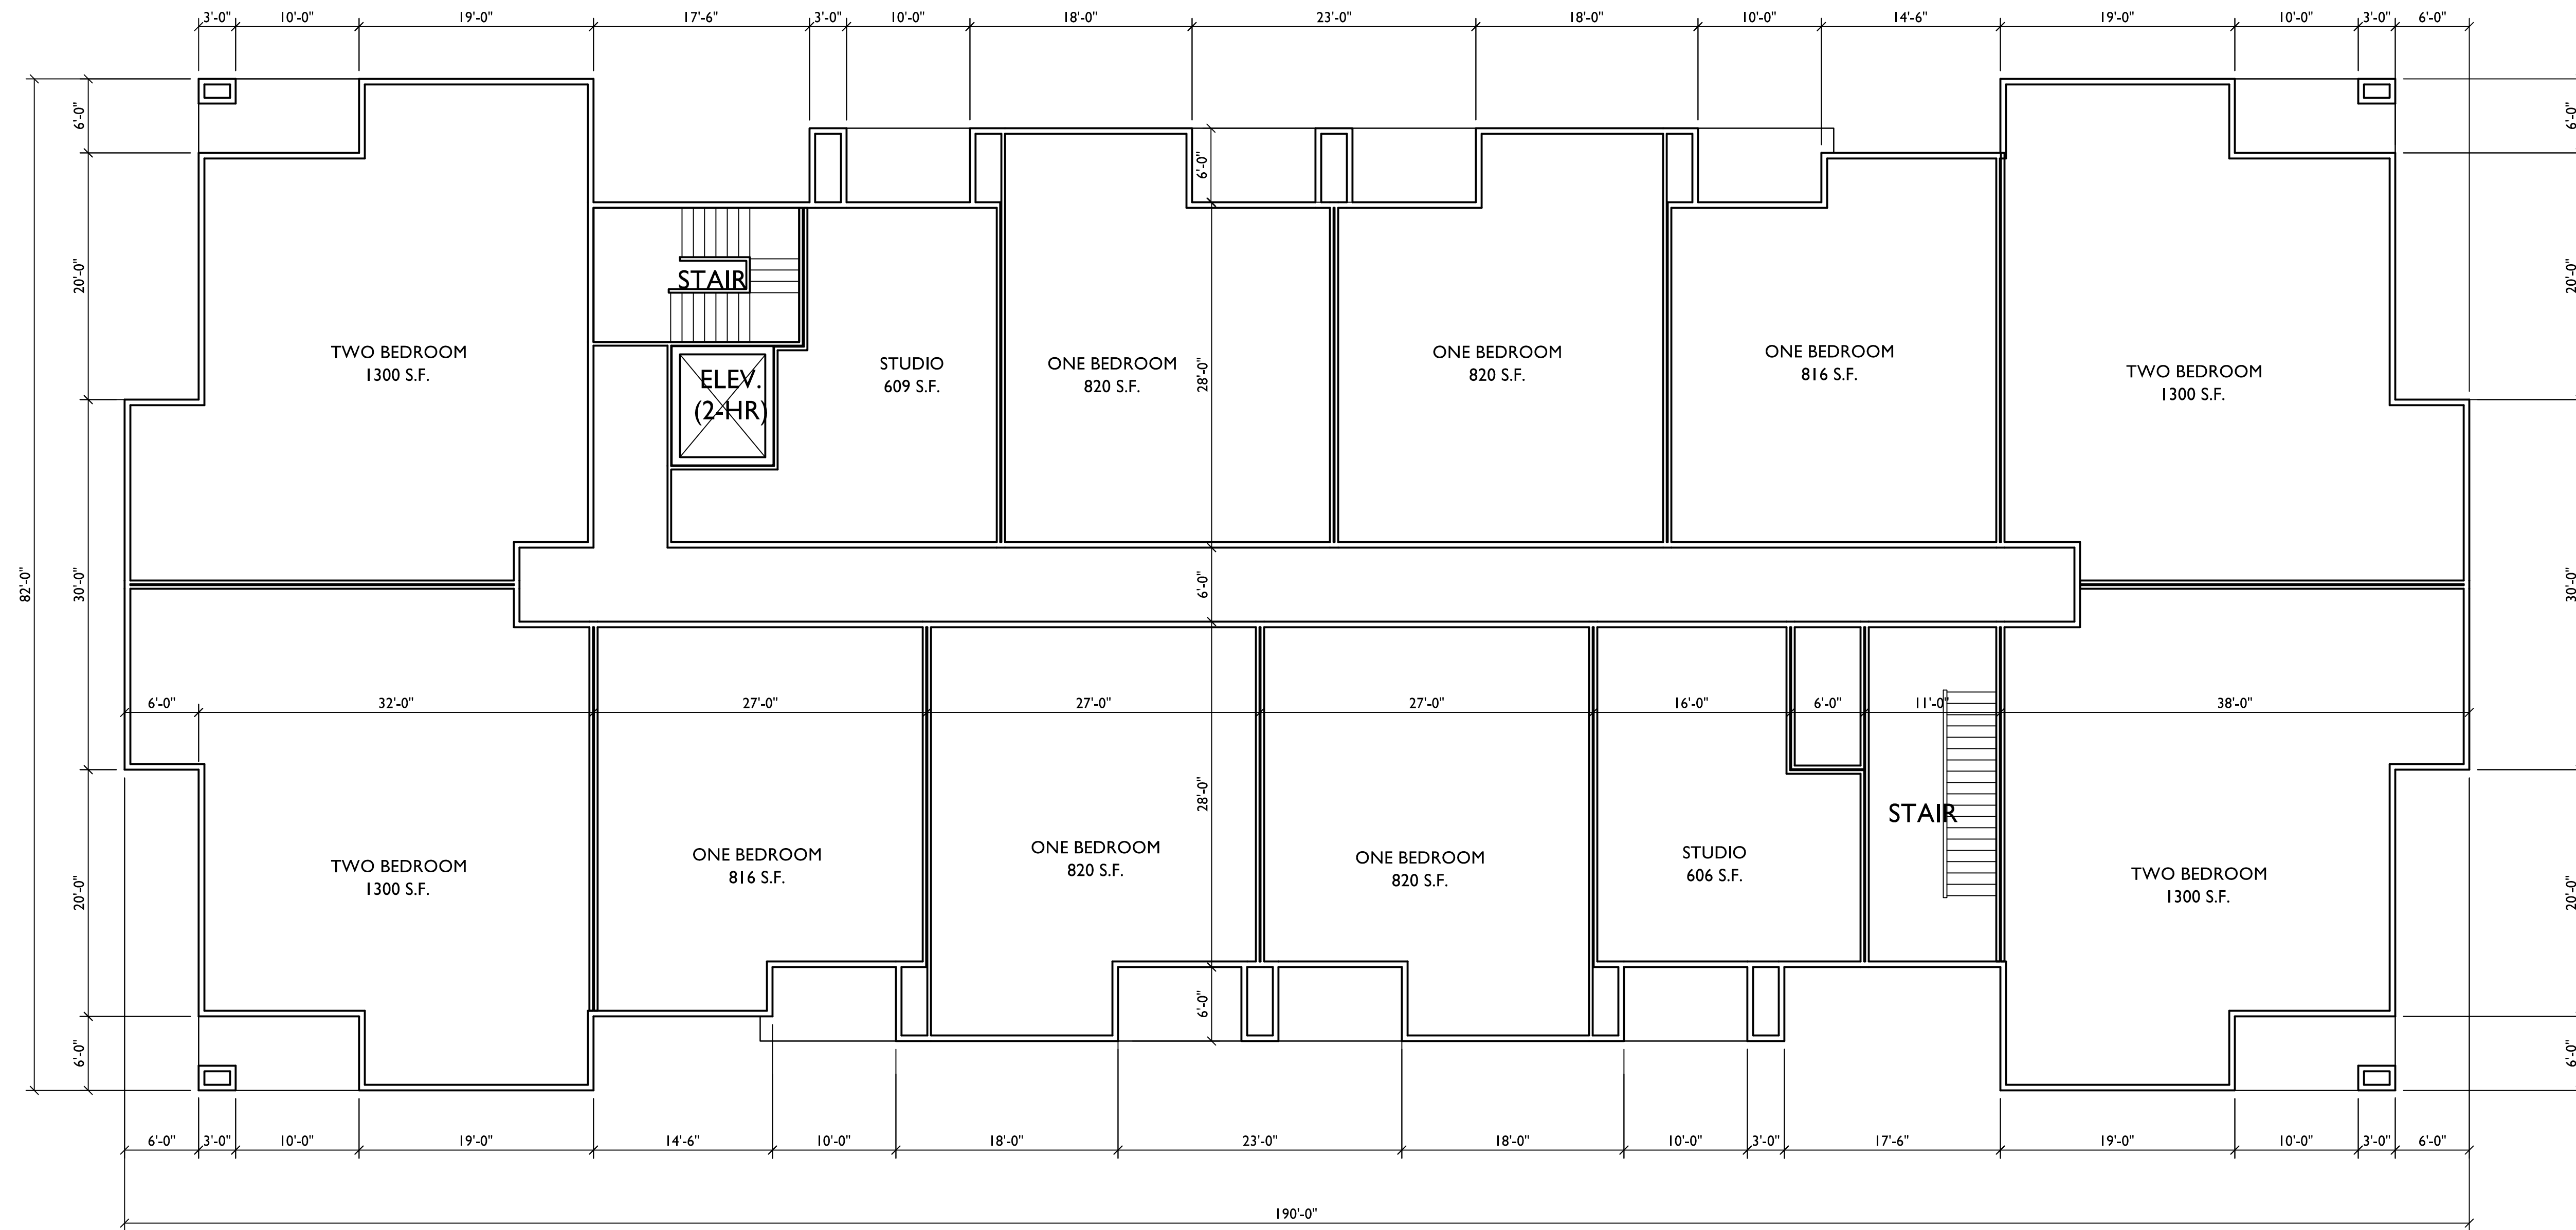 3'-0" 10'-0" 19'-0" 17'-6" 3'-0" 10'-0" 18'-0" 23'-0" 18'-0" 10'-0" 14'-6" 19'-0" 10'-0" 3'-0" 6'-0"
6'-0"
6'-0"
6'-0"
20'-0"
20'-0"
STAIR
TWO BEDROOM
1300 S.F.
STUDIO
609 S.F.
ONE BEDROOM
820 S.F.
28'-0"
ONE BEDROOM
820 S.F.
ONE BEDROOM
816 S.F.
TWO BEDROOM
1300 S.F.
ELEV.
(2-HR)
82'-0"
30'-0"
6'-0"
30'-0"
6'-0" 32'-0" 27'-0" 27'-0" 27'-0" 16'-0" 6'-0" 11'-0" 38'-0"
28'-0"
STAIR
TWO BEDROOM
1300 S.F.
ONE BEDROOM
816 S.F.
ONE BEDROOM
820 S.F.
ONE BEDROOM
820 S.F.
STUDIO
606 S.F.
TWO BEDROOM
1300 S.F.
20'-0"
20'-0"
6'-0"
6'-0"
6'-0"
6'-0" 3'-0" 10'-0" 19'-0" 14'-6" 10'-0" 18'-0" 23'-0" 18'-0" 10'-0" 3'-0" 17'-6" 19'-0" 10'-0" 3'-0" 6'-0"
190'-0"